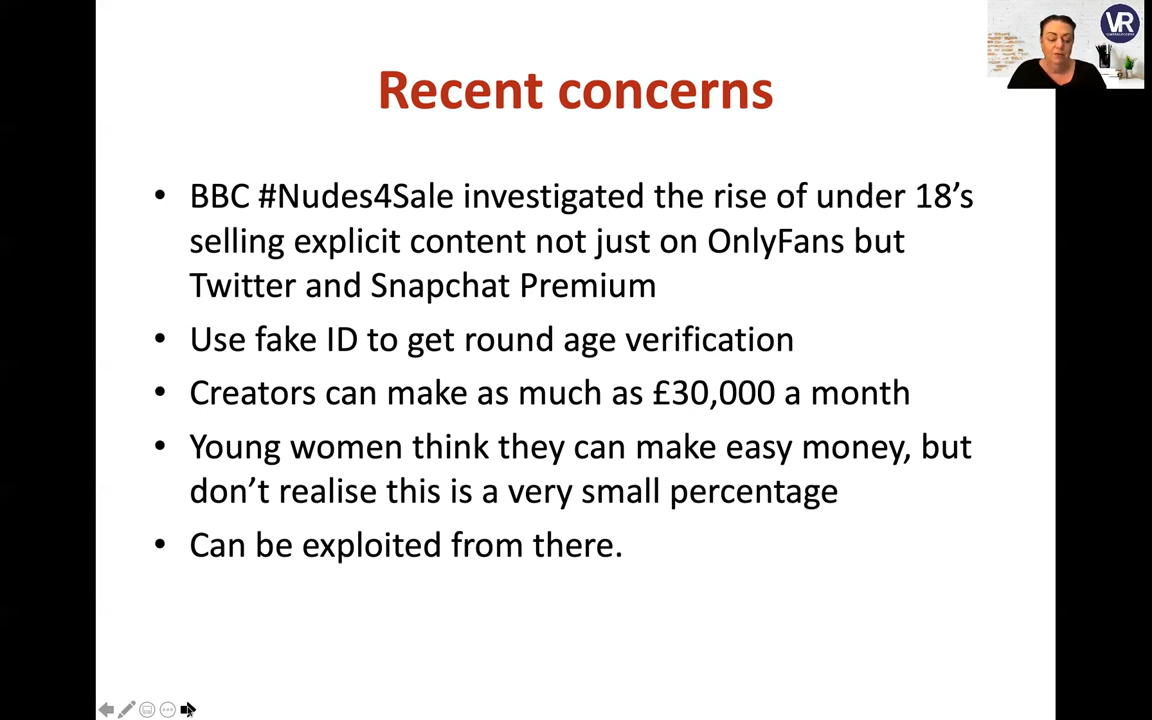 Recent concerns
• BBC #Nudes4Sale investigated the rise of under 18’s
selling explicit content not just on OnlyFans but
Twitter and Snapchat Premium
• Use fake ID to get round age verification
• Creators can make as much as £30,000 a month
• Young women think they can make easy money, but
don’t realise this is a very small percentage
• Can be exploited from there.
VR